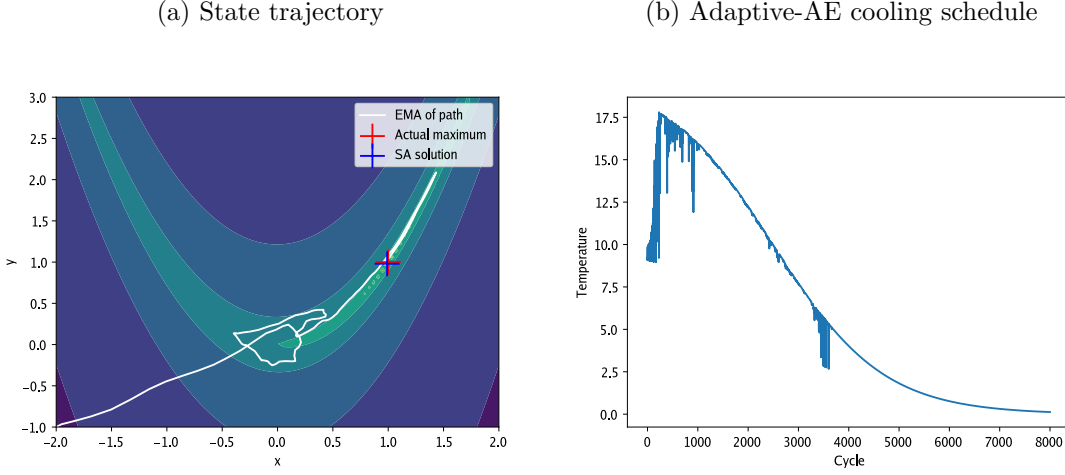 (a) State trajectory
(b) Adaptive-AE cooling schedule
3.0
2.5
2.0
1.5
1.0
0.5
0.0
−0.5
−1.0
y
EMA of path
Actual maximum
SA solution
−2.0 −1.5 −1.0 −0.5 0.0 0.5 1.0 1.5 2.0
x
17.5
15.0
12.5
10.0
7.5
5.0
2.5
0.0
Temperature
0 1000 2000 3000 4000 5000 6000 7000 8000
Cycle